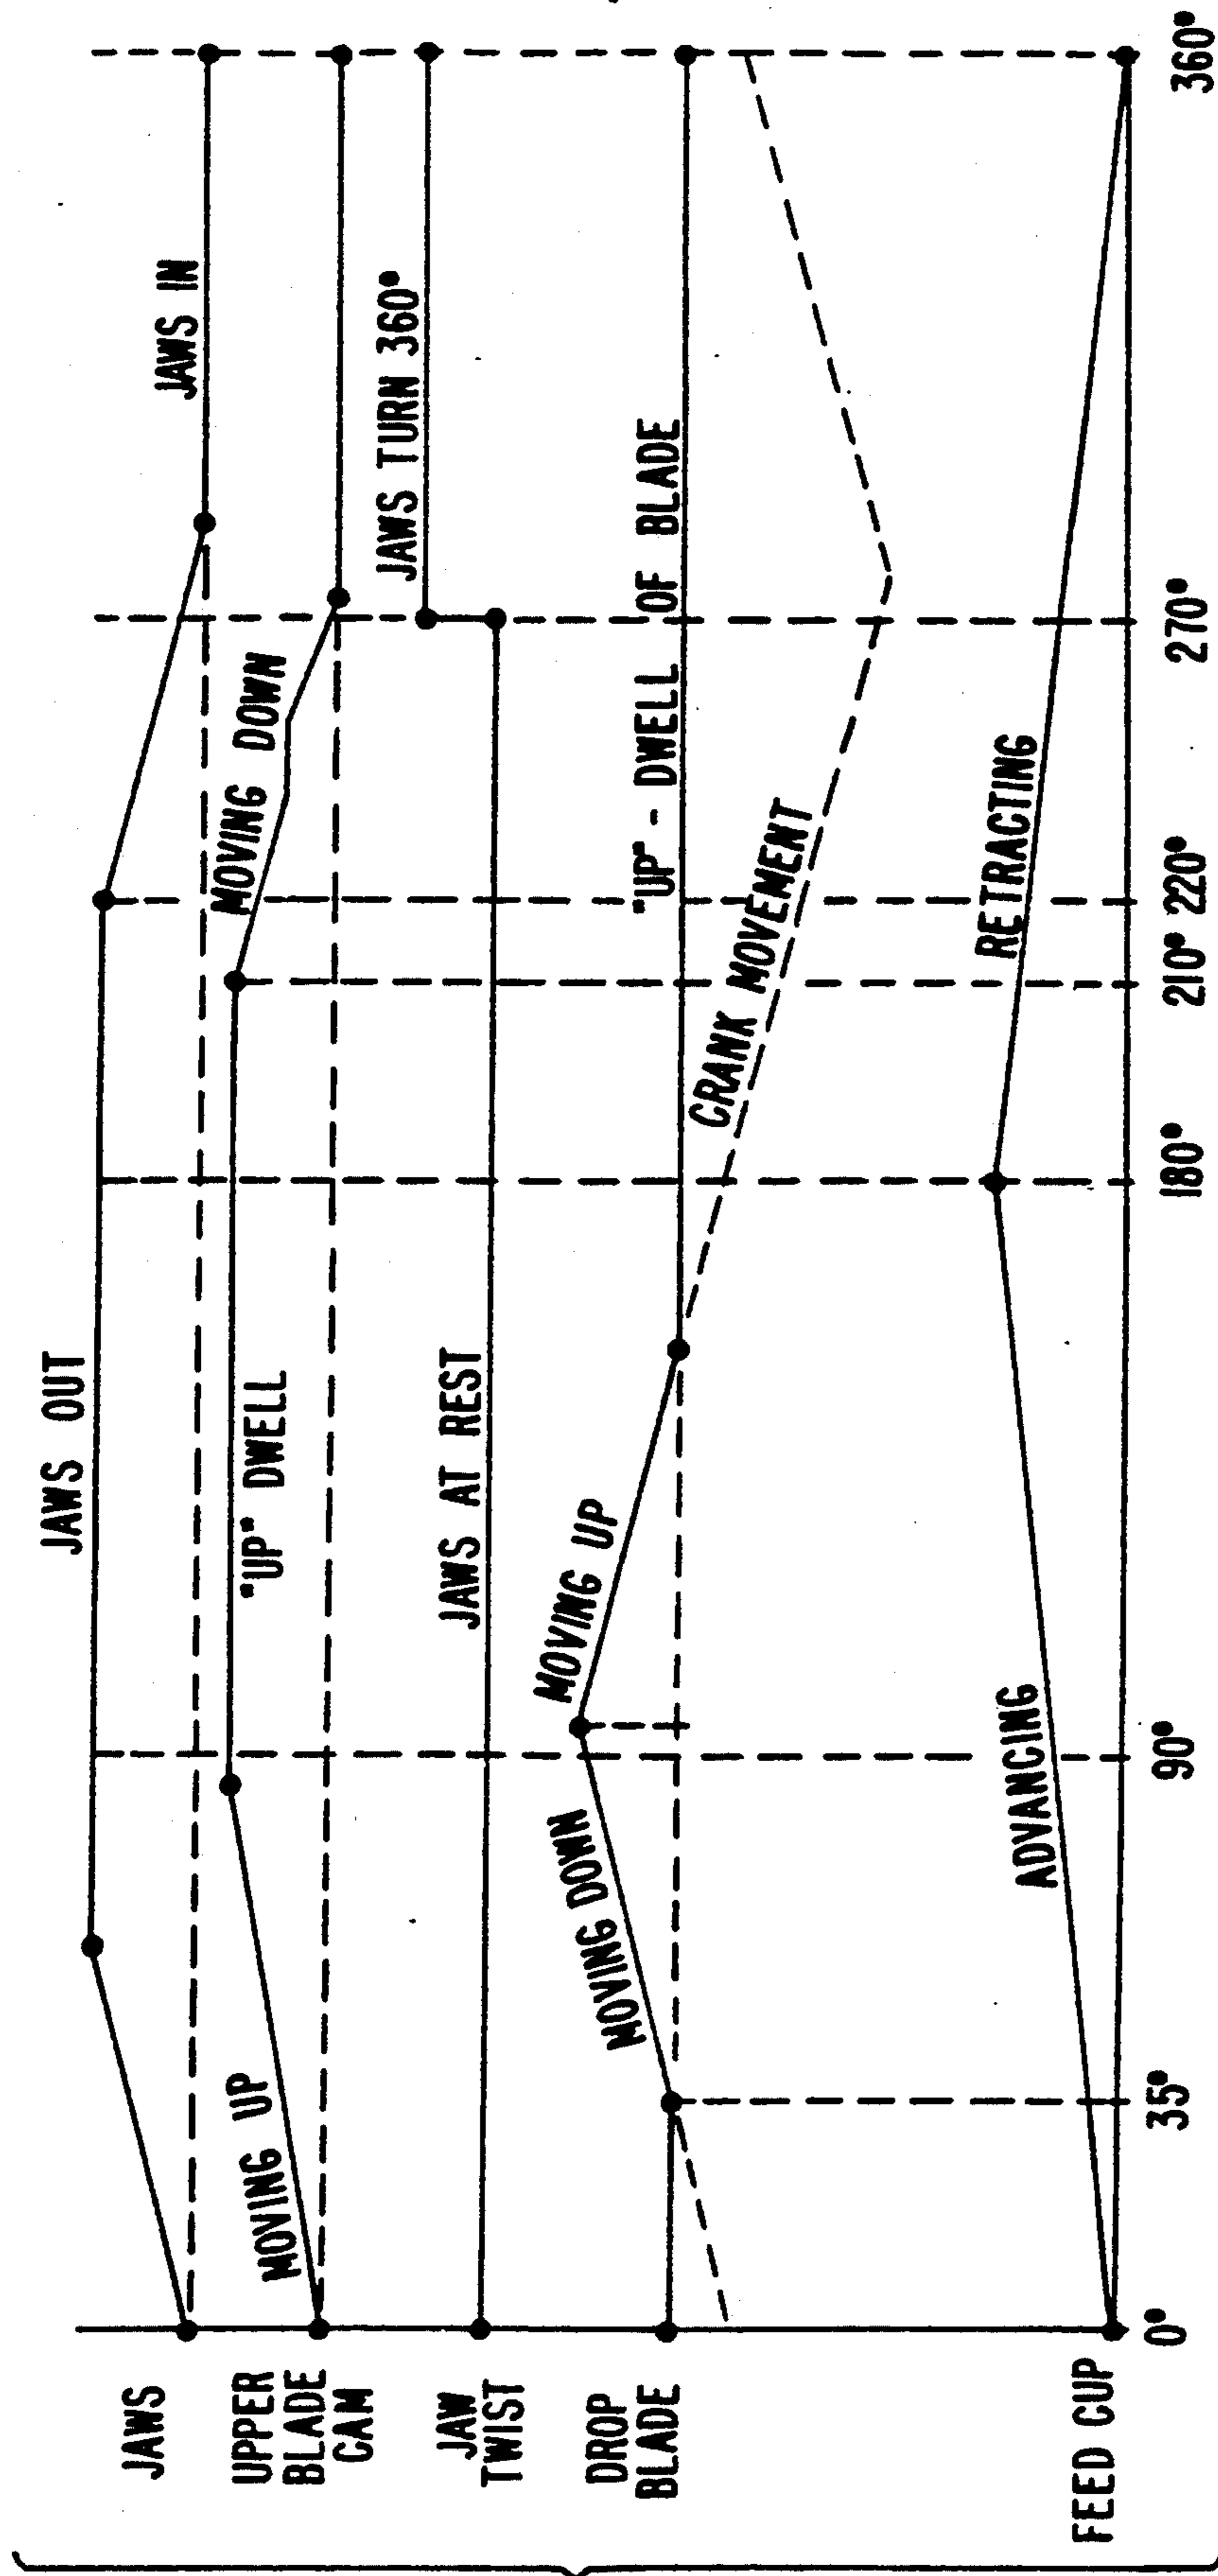 JAWS
JAWS OUT
JAWS IN
UPPER
BLADE
CAM
MOVING UP
"UP" DWELL
MOVING DOWN
JAW
TWIST
JAWS AT REST
JAWS TURN 360°
DROP
BLADE
MOVING DOWN
MOVING UP
"UP" - DWELL OF BLADE
CRANK MOVEMENT
FEED CUP
ADVANCING
RETRACTING
0° 35° 90° 180° 210° 220° 270° 360°